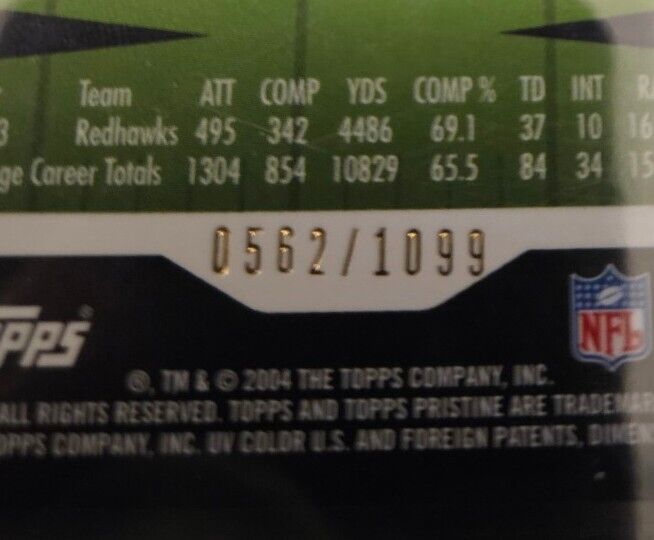 Team ATT COMP YDS COMP % TD INT
Redhawks 495 342 4486 69.1 37 10
Career Totals 1304 854 10829 65.5 84 34
0562/1099
NFL
®, TM & © 2004 THE TOPPS COMPANY, INC.
ALL RIGHTS RESERVED. TOPPS AND TOPPS PRISTINE ARE
COMPANY, INC. UV COLOR U.S. AND FOREIGN PATENTS,